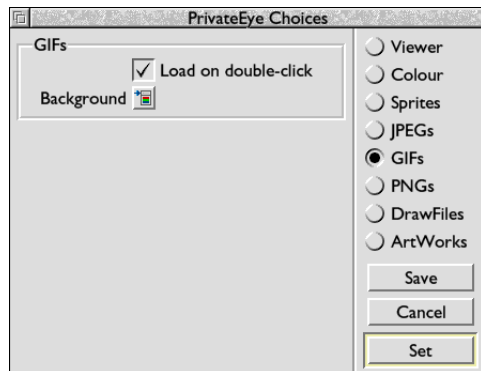 PrivateEye Choices
GIFs
Load on double-click
Background
Viewer
Colour
Sprites
JPEGs
GIFs
PNGs
DrawFiles
ArtWorks
Save
Cancel
Set